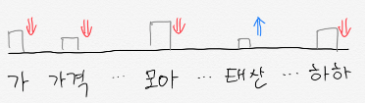 가 가격 … 모아 … 태산 … 하하